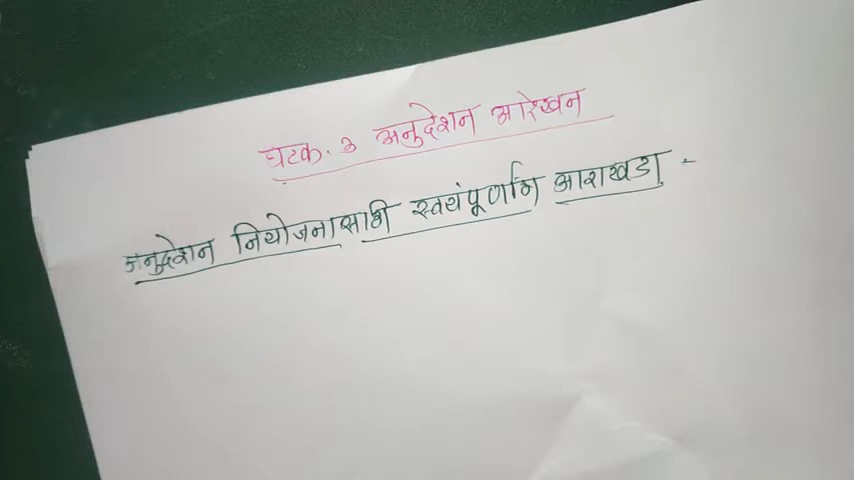 घटक. ३ अनुदेशन आरेखन
अनुदेशन नियोजनासाठी स्वयंपूर्णांग आराखडा -